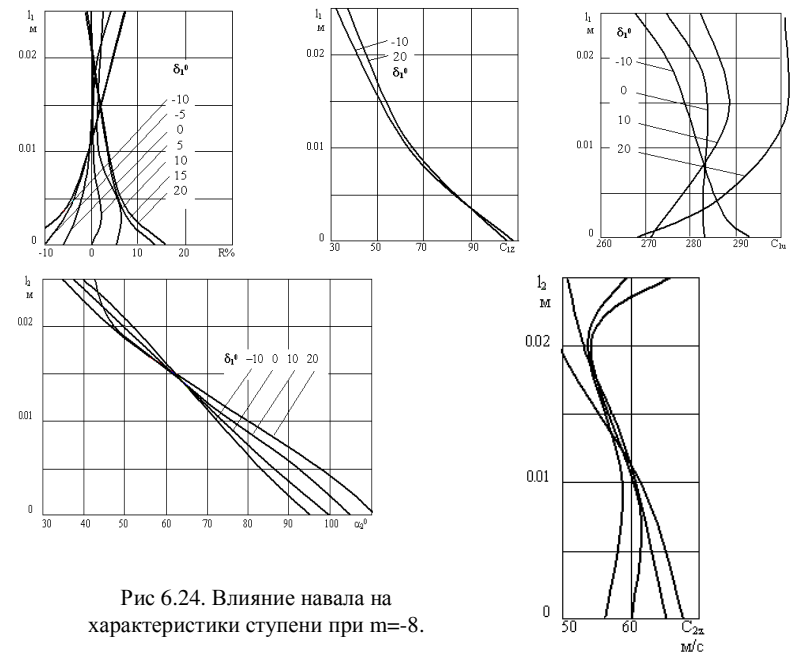 l₁
м
0.02
0.01
0
δ₁⁰
-10
-5
0
5
10
15
20
-10 0 10 20
R%
l₁
м
0.02
0.01
0
-10
20
δ₁⁰
30 50 70 90
C₁z
l₁
м
0.02
0.01
0
δ₁⁰
-10
0
10
20
260 270 280 290
C₁u
l₂
м
0.02
0.01
0
δ₁⁰ –10 0 10 20
30 40 50 60 70 80 90 100 α₂⁰
l₂
м
0.02
0.01
0
50 60 C₂z
м/с
Рис 6.24. Влияние навала на
характеристики ступени при m=-8.